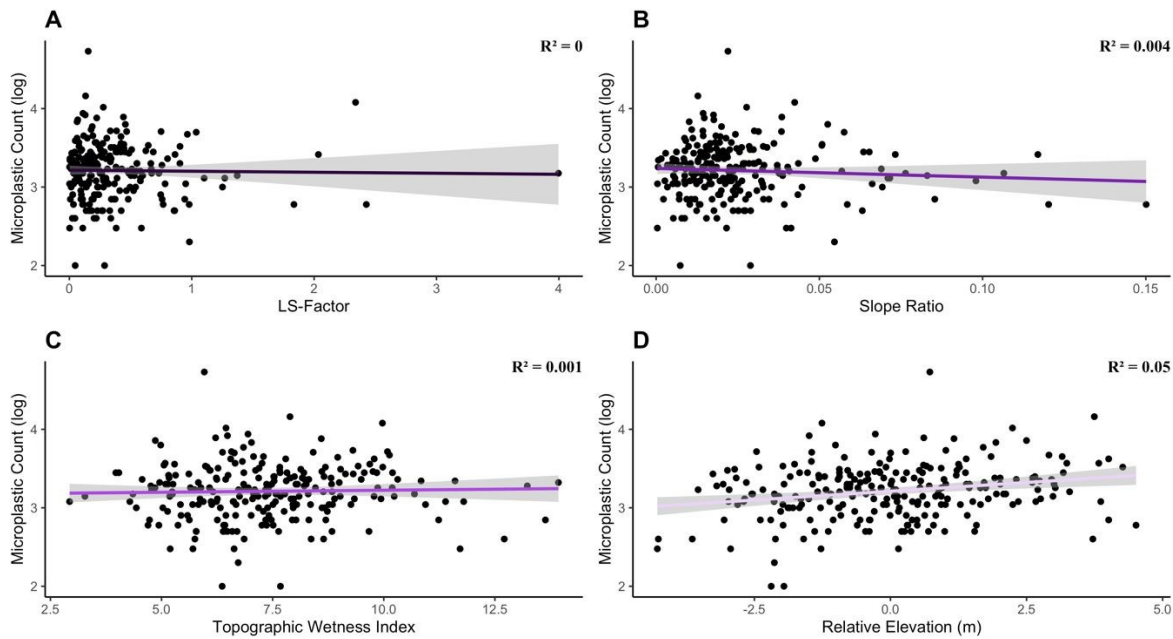 A
R² = 0
Microplastic Count (log)
4
3
2
0
1
2
3
4
LS-Factor
B
R² = 0.004
Microplastic Count (log)
4
3
2
0.00
0.05
0.10
0.15
Slope Ratio
C
R² = 0.001
Microplastic Count (log)
4
3
2
2.5
5.0
7.5
10.0
12.5
Topographic Wetness Index
D
R² = 0.05
Microplastic Count (log)
4
3
2
-2.5
0.0
2.5
5.0
Relative Elevation (m)